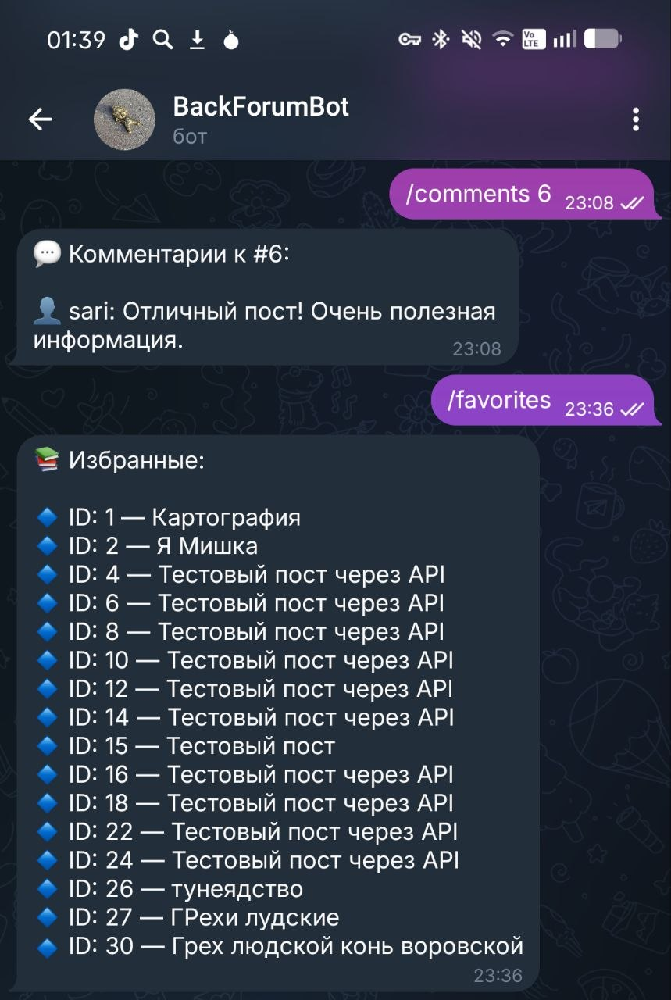 01:39
Vo LTE
BackForumBot
бот
/comments 6 23:08
Комментарии к #6:
sari: Отличный пост! Очень полезная
информация.
23:08
/favorites 23:36
Избранные:
ID: 1 — Картография
ID: 2 — Я Мишка
ID: 4 — Тестовый пост через API
ID: 6 — Тестовый пост через API
ID: 8 — Тестовый пост через API
ID: 10 — Тестовый пост через API
ID: 12 — Тестовый пост через API
ID: 14 — Тестовый пост через API
ID: 15 — Тестовый пост
ID: 16 — Тестовый пост через API
ID: 18 — Тестовый пост через API
ID: 22 — Тестовый пост через API
ID: 24 — Тестовый пост через API
ID: 26 — тунеядство
ID: 27 — ГРехи лудские
ID: 30 — Грех людской конь воровской
23:36